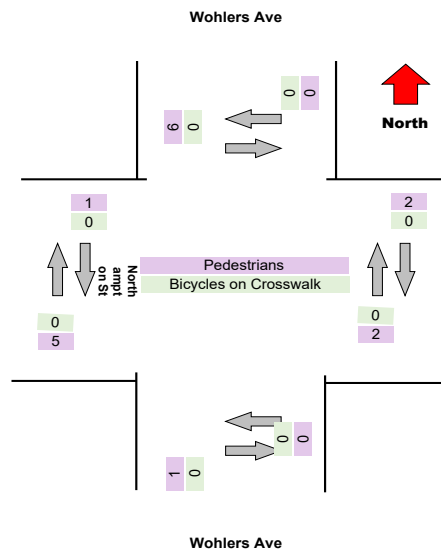 Wohlers Ave
0 0
6 0
North
1
0
2
0
North
ampt
on St
Pedestrians
Bicycles on Crosswalk
0
5
0
2
0 0
1 0
Wohlers Ave